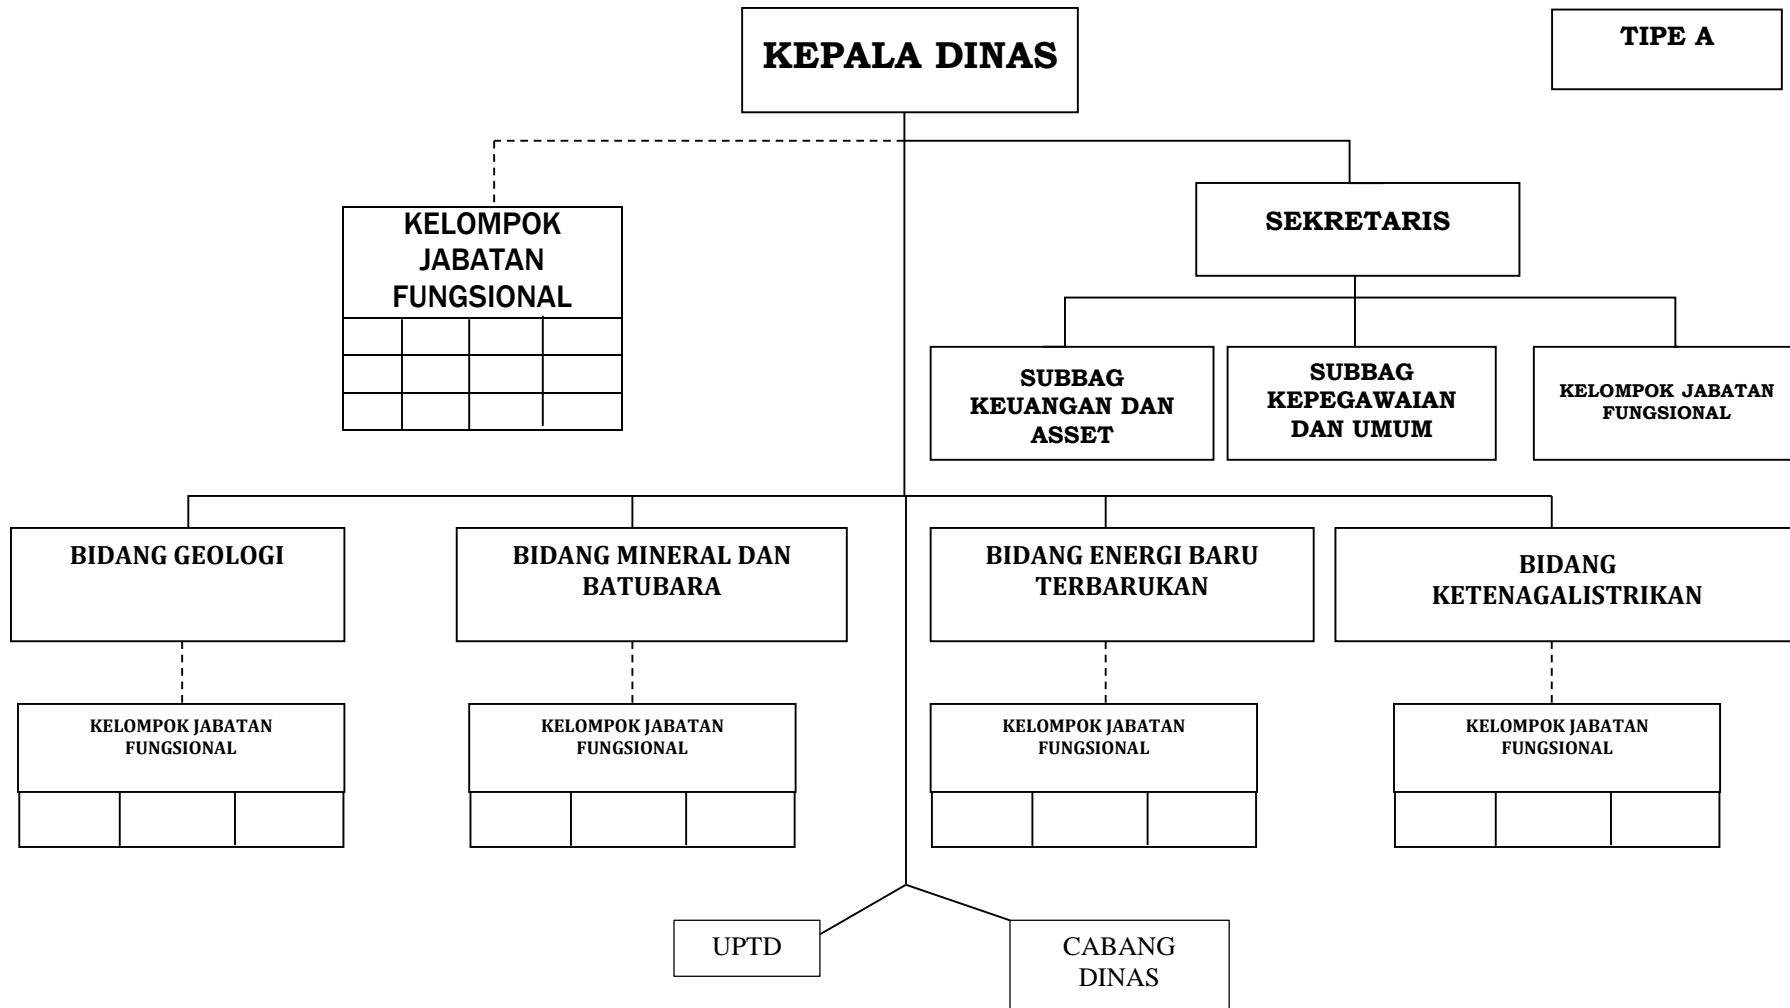 KEPALA DINAS
TIPE A
KELOMPOK
JABATAN
FUNGSIONAL
SEKRETARIS
SUBBAG
KEUANGAN DAN
ASSET
SUBBAG
KEPEGAWAIAN
DAN UMUM
KELOMPOK JABATAN
FUNGSIONAL
BIDANG GEOLOGI
BIDANG MINERAL DAN
BATUBARA
BIDANG ENERGI BARU
TERBARUKAN
BIDANG
KETENAGALISTRIKAN
KELOMPOK JABATAN
FUNGSIONAL
KELOMPOK JABATAN
FUNGSIONAL
KELOMPOK JABATAN
FUNGSIONAL
KELOMPOK JABATAN
FUNGSIONAL
UPTD
CABANG
DINAS